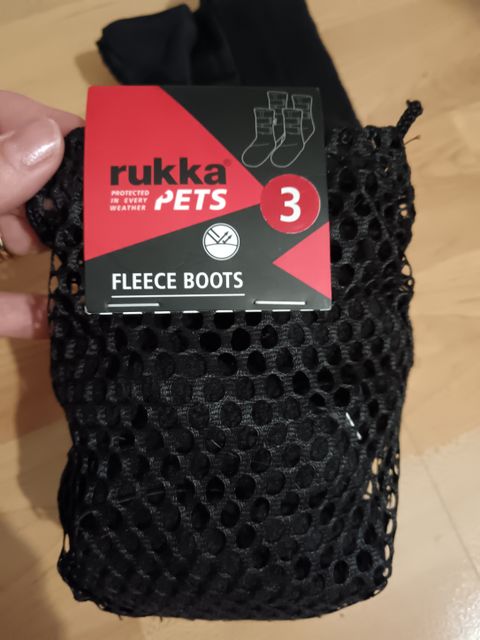 rukka®
PROTECTED
IN EVERY
WEATHER
PETS
3
FLEECE BOOTS